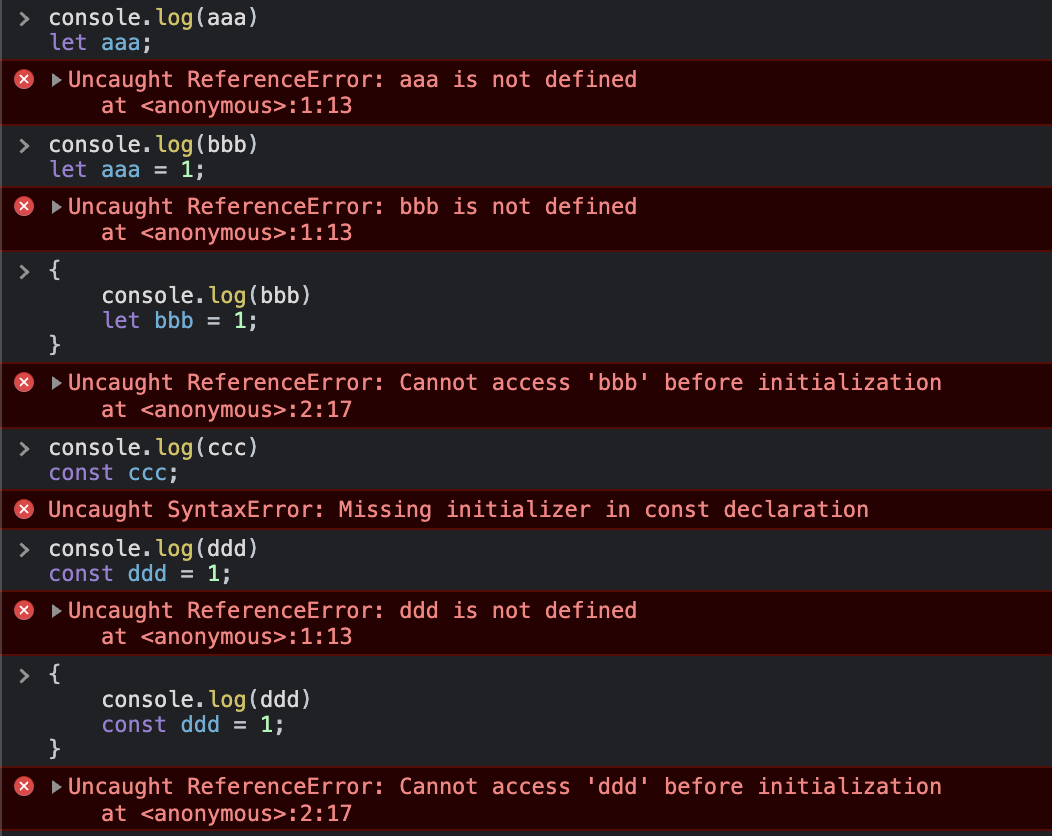 console.log(aaa)
let aaa;
Uncaught ReferenceError: aaa is not defined
at <anonymous>:1:13
console.log(bbb)
let aaa = 1;
Uncaught ReferenceError: bbb is not defined
at <anonymous>:1:13
{
console.log(bbb)
let bbb = 1;
}
Uncaught ReferenceError: Cannot access 'bbb' before initialization
at <anonymous>:2:17
console.log(ccc)
const ccc;
Uncaught SyntaxError: Missing initializer in const declaration
console.log(ddd)
const ddd = 1;
Uncaught ReferenceError: ddd is not defined
at <anonymous>:1:13
{
console.log(ddd)
const ddd = 1;
}
Uncaught ReferenceError: Cannot access 'ddd' before initialization
at <anonymous>:2:17